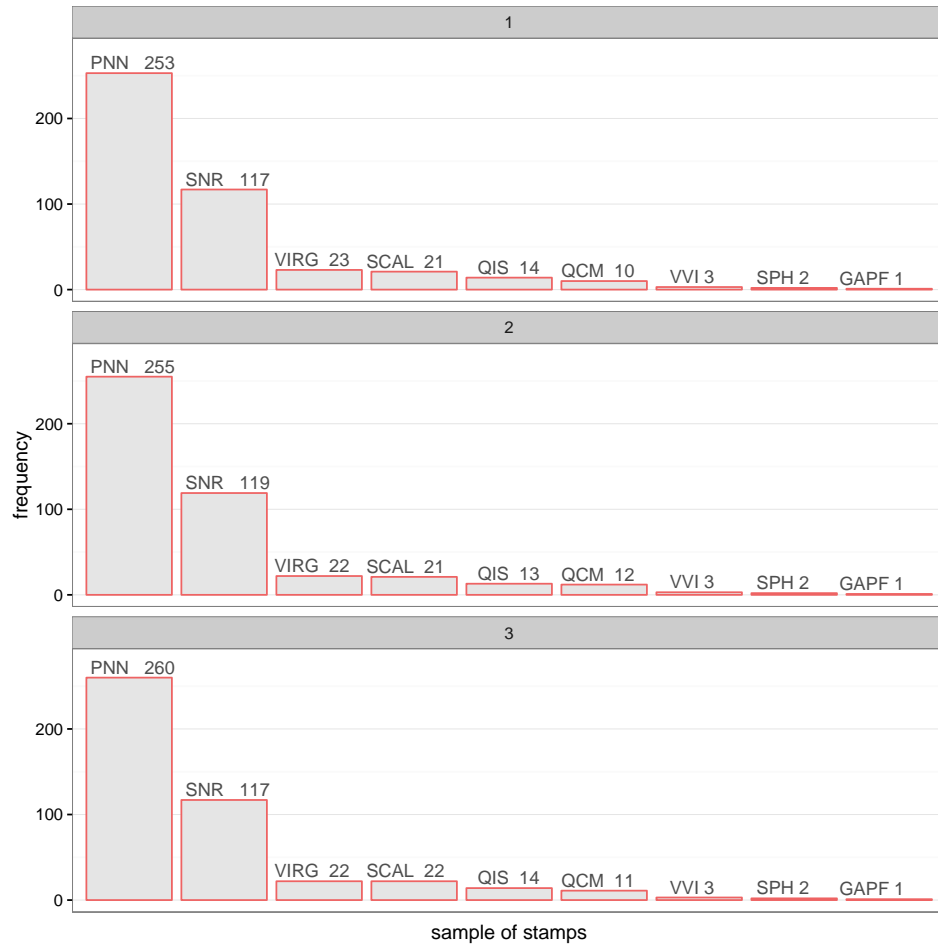 1
PNN 253
SNR 117
VIRG 23
SCAL 21
QIS 14
QCM 10
VVI 3
SPH 2
GAPF 1
200
100
0
2
PNN 255
SNR 119
VIRG 22
SCAL 21
QIS 13
QCM 12
VVI 3
SPH 2
GAPF 1
200
100
0
frequency
3
PNN 260
SNR 117
VIRG 22
SCAL 22
QIS 14
QCM 11
VVI 3
SPH 2
GAPF 1
200
100
0
sample of stamps